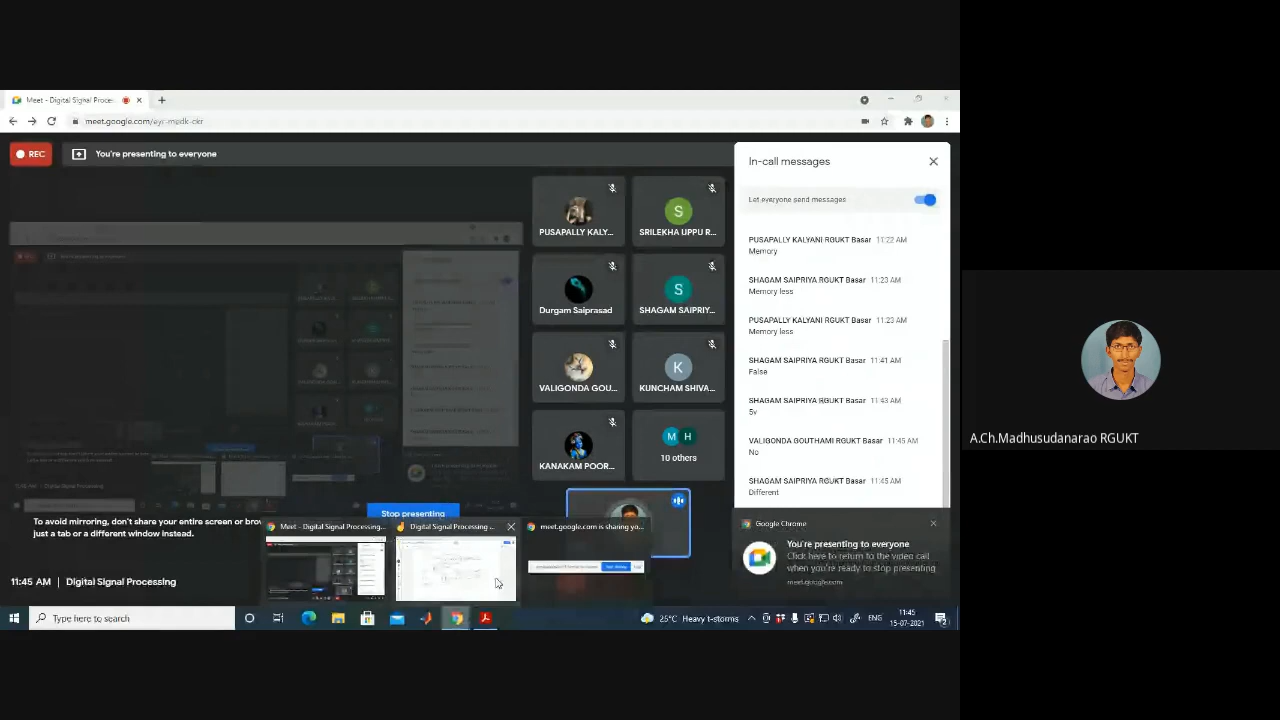 Meet - Digital Signal Proces
meet.google.com/ayc-mpdk-ckr
REC
You're presenting to everyone
In-call messages
Let everyone send messages
PUSAPALLY KALYANI RGUKT Basar 11:22 AM
Memory
SHAGAM SAIPRIYA RGUKT Basar 11:23 AM
Memory less
PUSAPALLY KALYANI RGUKT Basar 11:23 AM
Memory less
SHAGAM SAIPRIYA RGUKT Basar 11:41 AM
False
SHAGAM SAIPRIYA RGUKT Basar 11:43 AM
5v
VALIGONDA GOUTHAMI RGUKT Basar 11:45 AM
No
SHAGAM SAIPRIYA RGUKT Basar 11:45 AM
Different
PUSAPALLY KALY...
S
SRILEKHA UPPU R...
Durgam Saiprasad
S
SHAGAM SAIPRIY...
VALIGONDA GOU...
K
KUNCHAM SHIVA...
KANAKAM POOR...
M H
10 others
A.Ch.Madhusudanarao RGUKT
Stop presenting
To avoid mirroring, don't share your entire screen or brow
just a tab or a different window instead.
Meet - Digital Signal Processing...
Digital Signal Processing ...
meet.google.com is sharing yo...
Google Chrome
You're presenting to everyone
Click here to return to the video call
when you're ready to stop presenting
meet.google.com
11:45 AM | Digital Signal Processing
Type here to search
25°C Heavy t-storms
ENG
11:45
15-07-2021